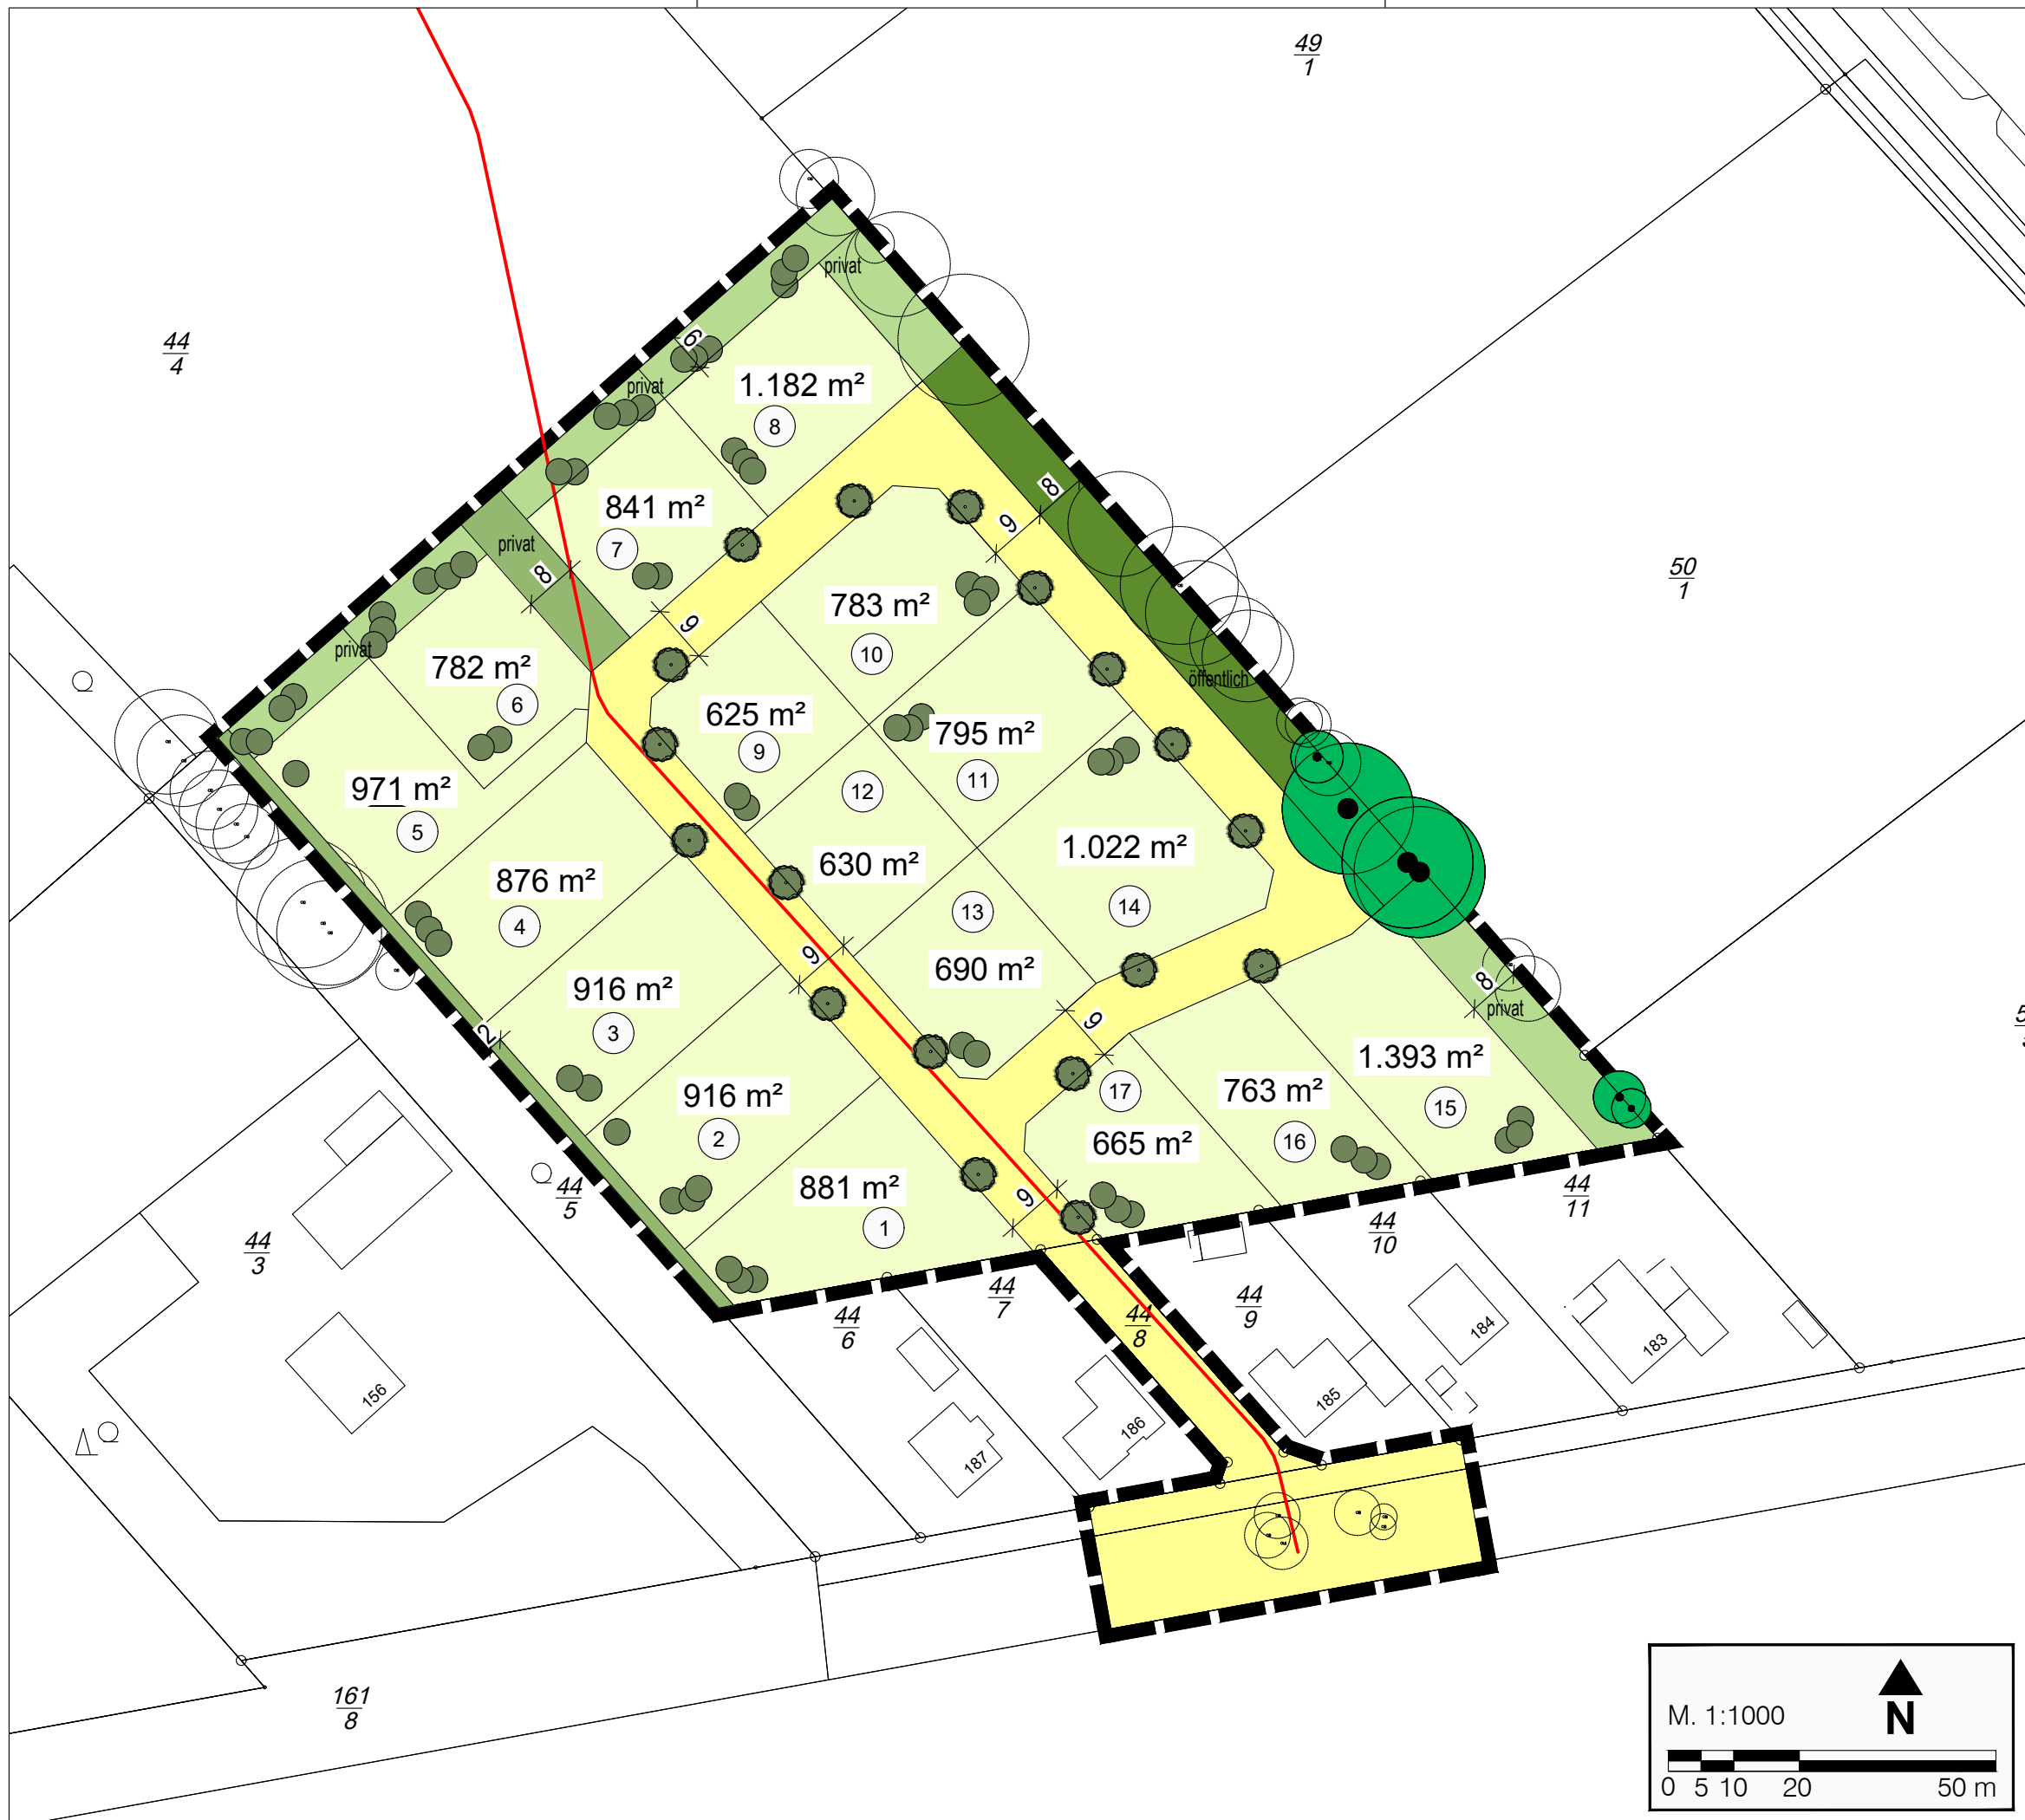 49
1
44
4
privat
6
1.182 m²
8
privat
841 m²
7
privat
8
8
9
50
1
783 m²
10
9
privat
782 m²
6
öffentlich
625 m²
9
795 m²
11
971 m²
5
12
630 m²
1.022 m²
14
876 m²
4
13
690 m²
9
8
privat
916 m²
3
2
9
17
763 m²
16
1.393 m²
15
916 m²
2
665 m²
881 m²
1
9
44
5
44
3
44
11
44
10
44
9
44
8
44
7
44
6
156
187
186
185
184
183
161
8
M. 1:1000
N
0 5 10 20 50 m